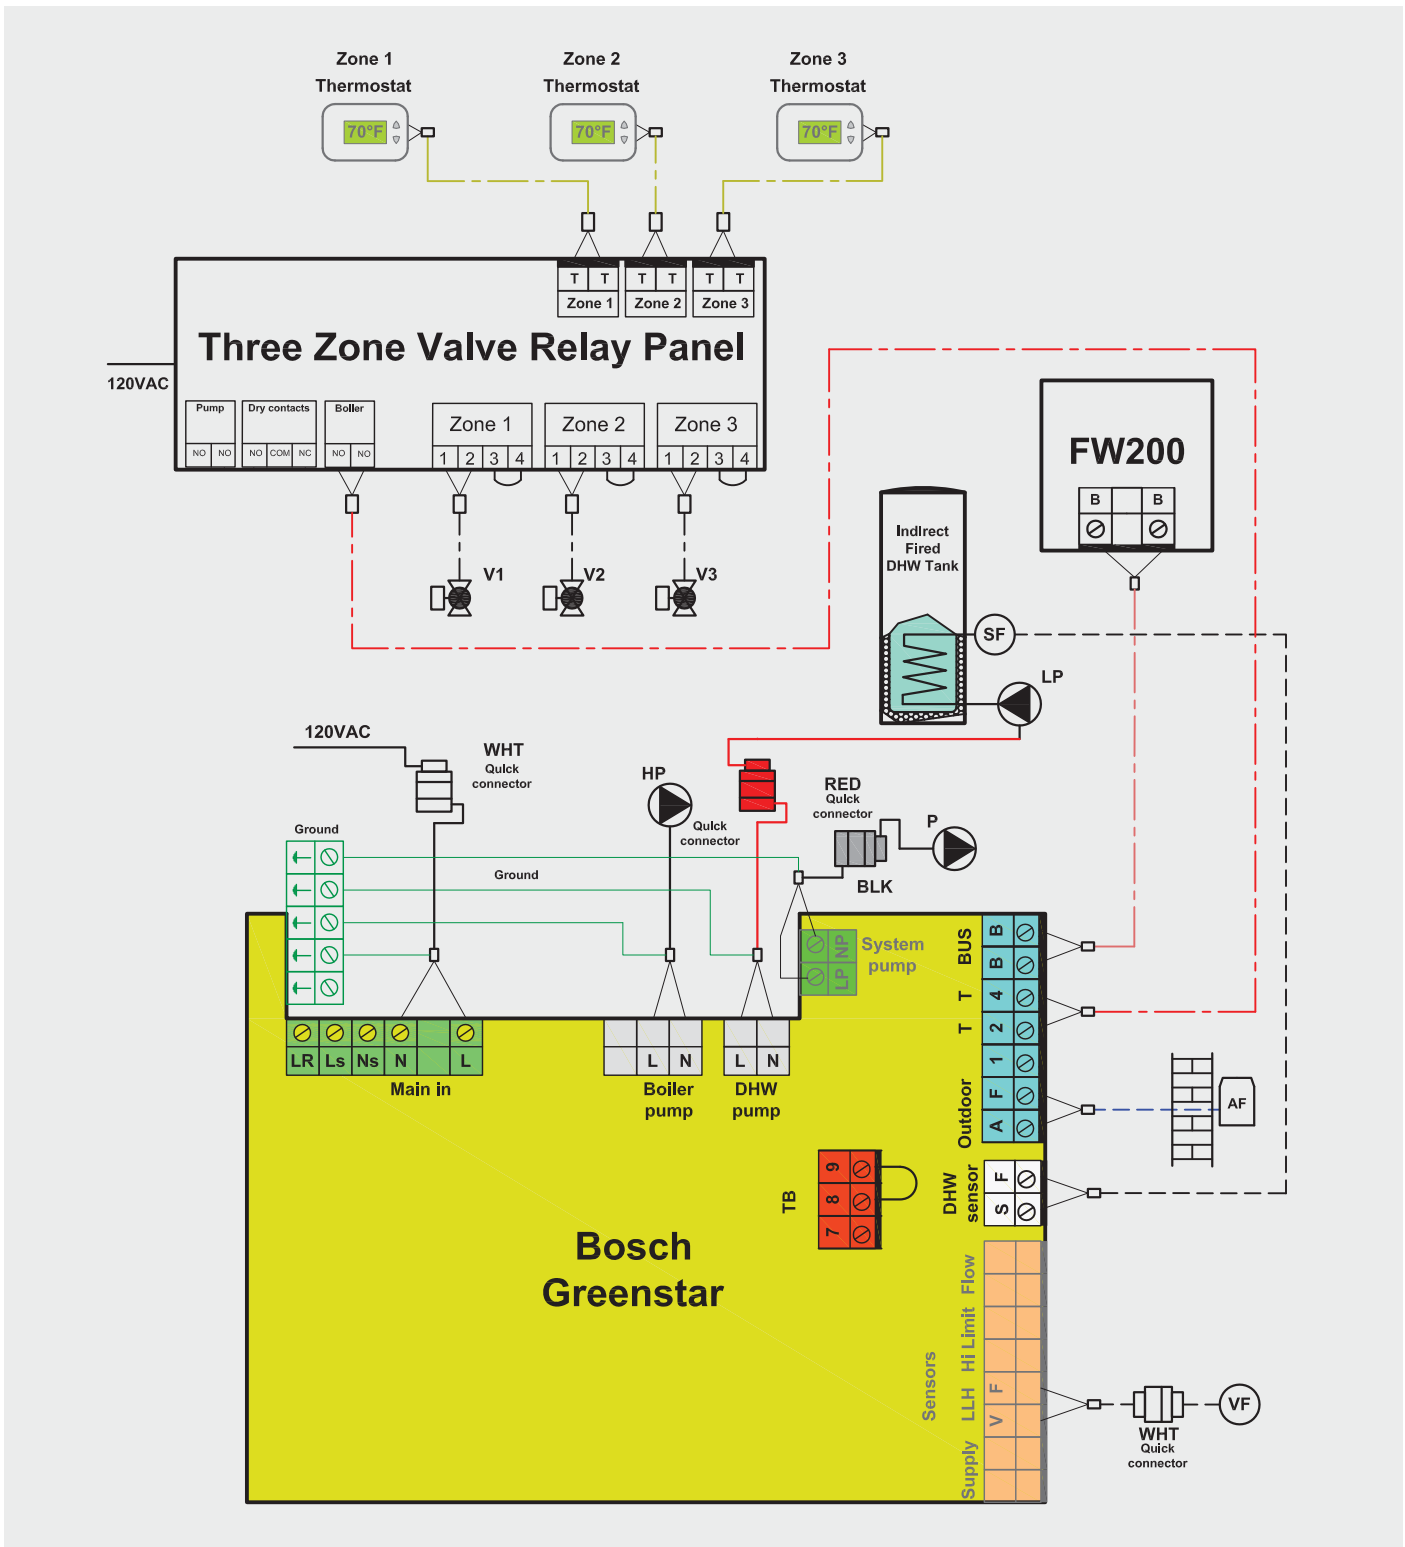 Zone 1
Thermostat
Zone 2
Thermostat
Zone 3
Thermostat
70°F
70°F
70°F
T T
T T
T T
Zone 1
Zone 2
Zone 3
Three Zone Valve Relay Panel
120VAC
Pump
Dry contacts
Boller
NO NO
NO COM NC
NO NO
Zone 1
Zone 2
Zone 3
1 2 3 4
1 2 3 4
1 2 3 4
V1
V2
V3
FW200
B B
Indlrect
Fired
DHW Tank
SF
LP
120VAC
WHT
Qulck
connector
HP
Qulck
connector
RED
Qulck
connector
P
BLK
Ground
Ground
LR Ls Ns N L
Main in
L N
Boiler
pump
L N
DHW
pump
NP
LP
System
pump
BUS
B
B
T
4
T
2
1
Outdoor
F
A
AF
DHW
sensor
F
S
TB
9
8
7
Bosch
Greenstar
Sensors
Flow
Hi Limit
LLH
F
V
Supply
WHT
Quick
connector
VF